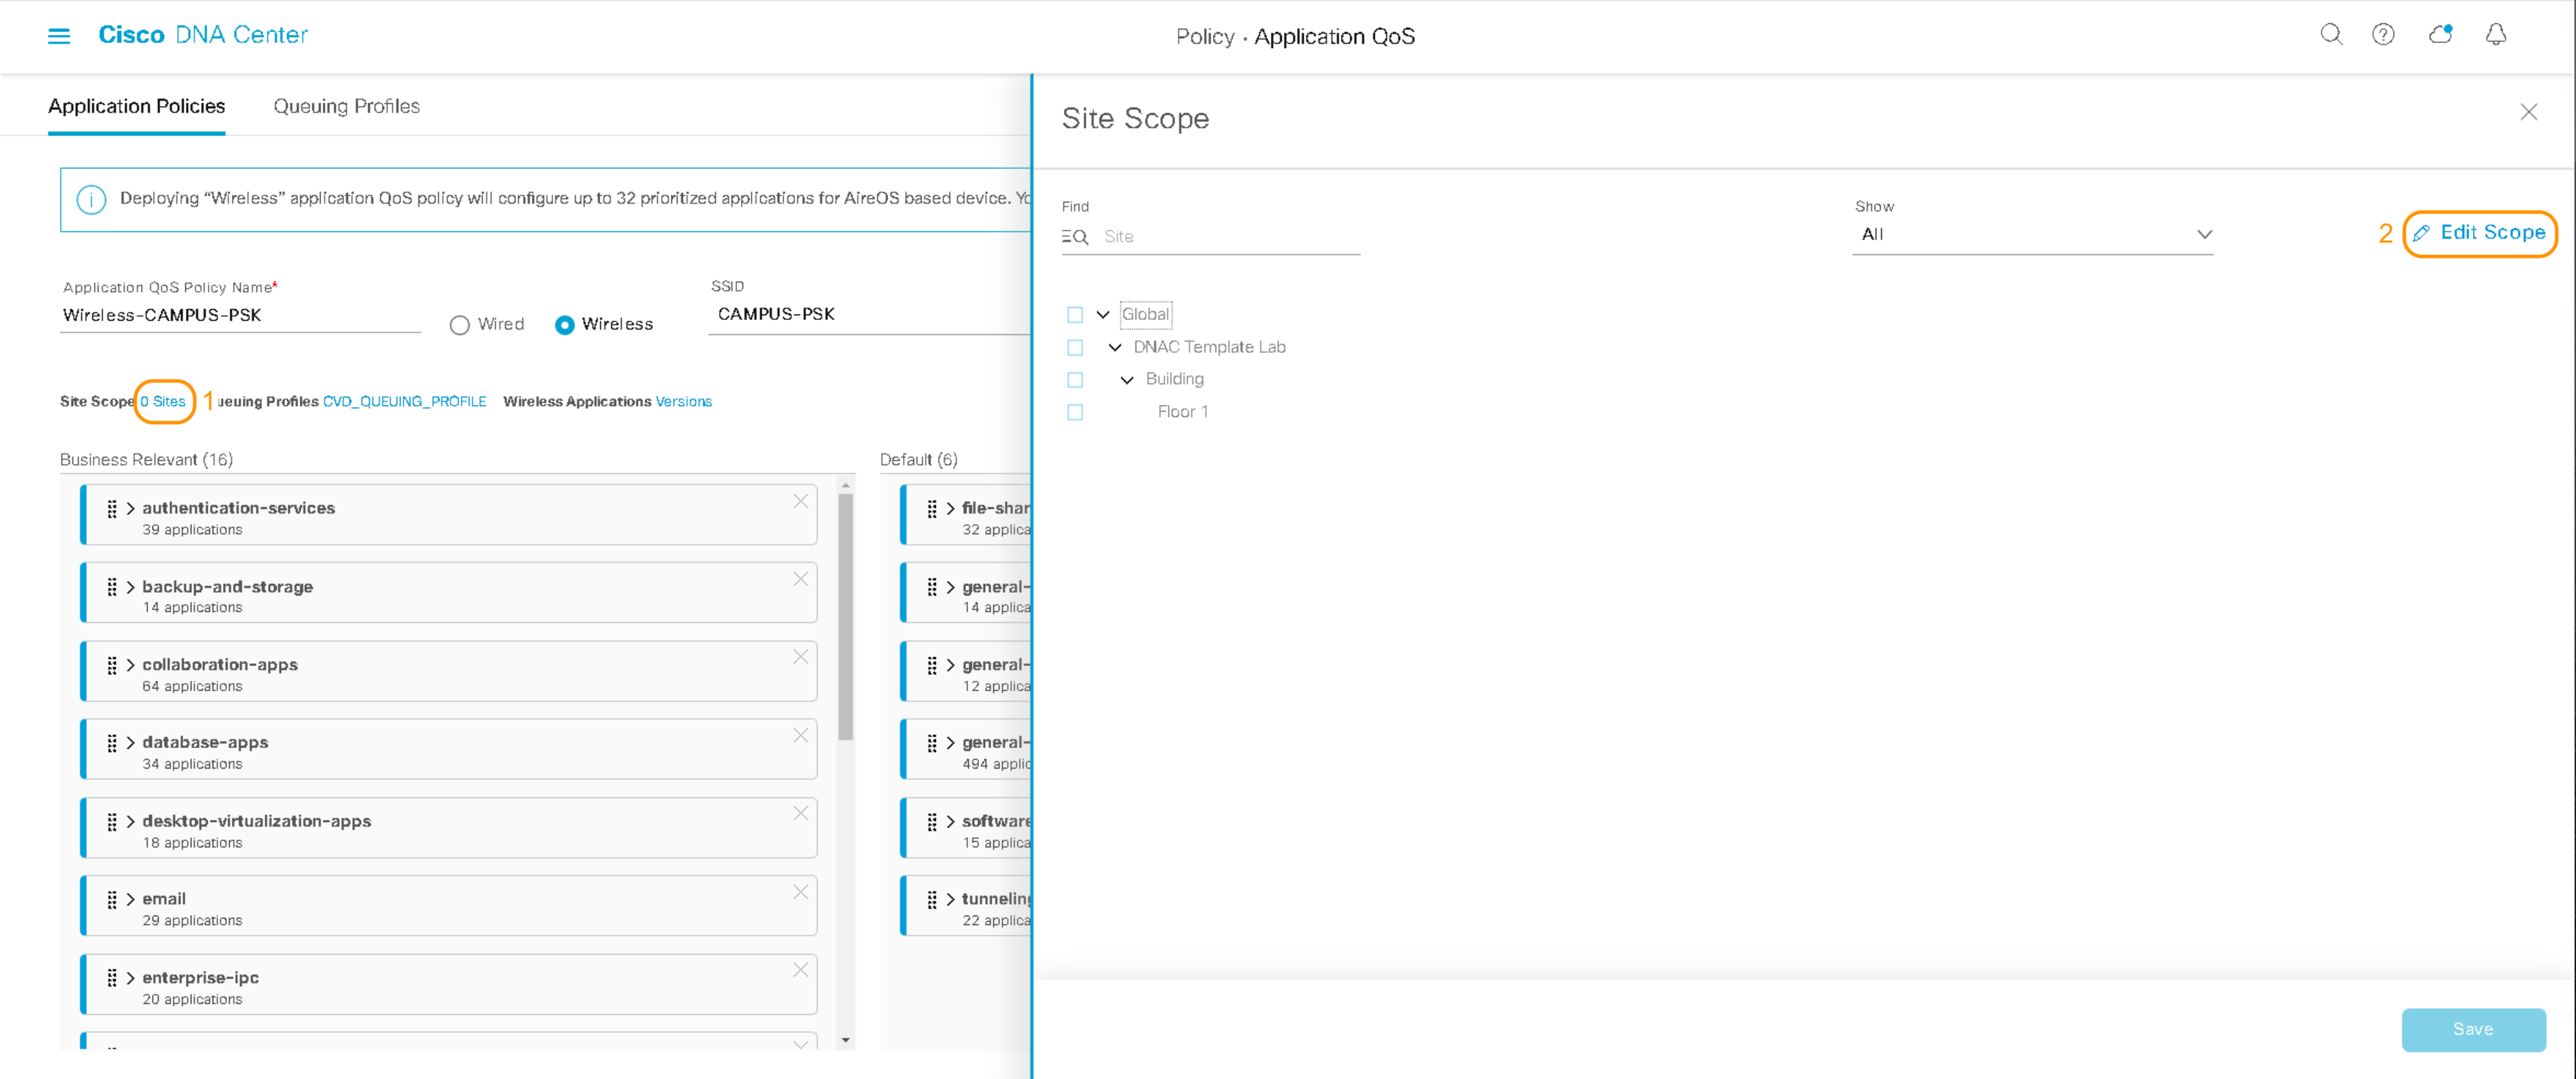 Cisco DNA Center
Policy · Application QoS
Application Policies
Queuing Profiles
Deploying “Wireless” application QoS policy will configure up to 32 prioritized applications for AireOS based device.
Application QoS Policy Name*
Wireless-CAMPUS-PSK
Wired
Wireless
SSID
CAMPUS-PSK
Site Scope 0 Sites 1 ueuing Profiles CVD_QUEUING_PROFILE Wireless Applications Versions
Business Relevant (16)
authentication-services
39 applications
backup-and-storage
14 applications
collaboration-apps
64 applications
database-apps
34 applications
desktop-virtualization-apps
18 applications
email
29 applications
enterprise-ipc
20 applications
Default (6)
file-shar
32 applica
general-
14 applica
general-
12 applica
general-
494 applic
software
15 applica
tunneling
22 applica
Site Scope
Find
Site
Show
All
2 Edit Scope
Global
DNAC Template Lab
Building
Floor 1
Save